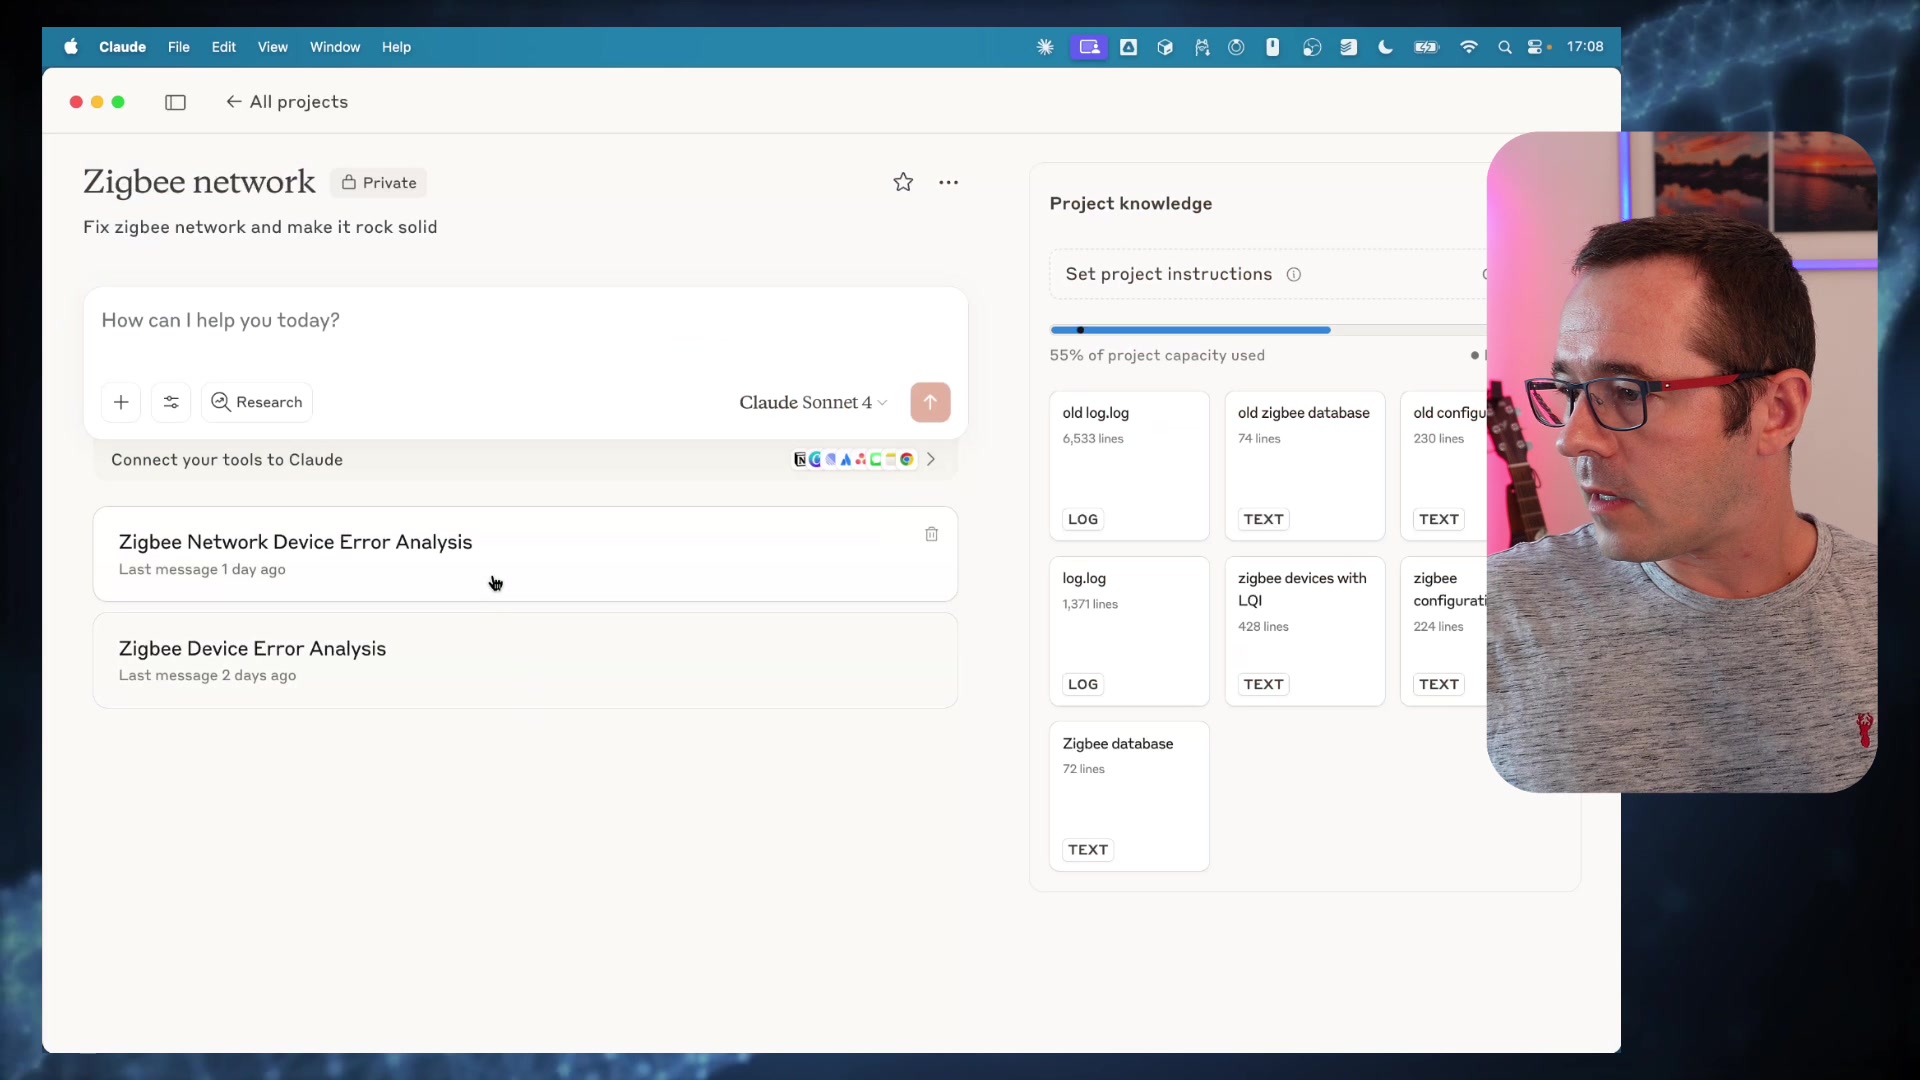 Claude File Edit View Window Help 17:08
All projects
Zigbee network Private
Fix zigbee network and make it rock solid
How can I help you today?
Research Claude Sonnet 4
Connect your tools to Claude
Zigbee Network Device Error Analysis
Last message 1 day ago
Zigbee Device Error Analysis
Last message 2 days ago
Project knowledge
Set project instructions
55% of project capacity used
old log.log
6,533 lines
LOG
old zigbee database
74 lines
TEXT
old configu
230 lines
TEXT
log.log
1,371 lines
LOG
zigbee devices with
LQI
428 lines
TEXT
zigbee
configurati
224 lines
TEXT
Zigbee database
72 lines
TEXT